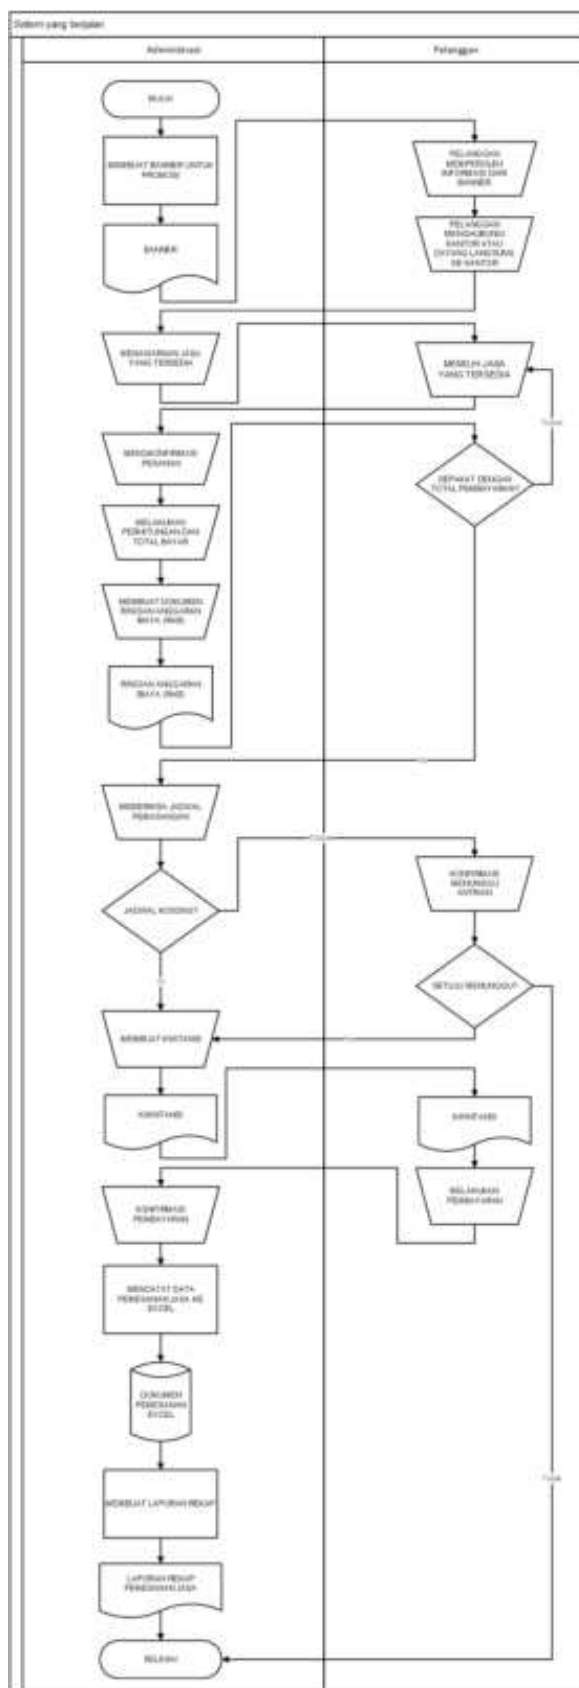 Sistem yang berjalan
Administrasi
Pelanggan
MULAI
MEMBUAT BANNER UNTUK
PROMOSI
BANNER
PELANGGAN
MEMPEROLEH
INFORMASI DARI
BANNER
PELANGGAN
MENGHUBUNGI
KANTOR ATAU
DATANG LANGSUNG
KE KANTOR
MENAWARKAN JASA
YANG TERSEDIA
MEMILIH JASA
YANG TERSEDIA
Tidak
MENGKONFIRMASI
PESANAN
SEPAKAT DENGAN
TOTAL PEMBAYARAN?
MELAKUKAN
PERHITUNGAN DAN
TOTAL BAYAR
MEMBUAT DOKUMEN
RINCIAN ANGGARAN
BIAYA (RAB)
RINCIAN ANGGARAN
BIAYA (RAB)
Ya
MEMERIKSA JADWAL
PEMASANGAN
Tidak
JADWAL KOSONG?
KONFIRMASI
MENUNGGU
ANTRIAN
Ya
SETUJU MENUNGGU?
Ya
MEMBUAT KWITANSI
KWITANSI
KWITANSI
KONFIRMASI
PEMBAYARAN
MELAKUKAN
PEMBAYARAN
MENCATAT DATA
PEMESANAN JASA KE
EXCEL
DOKUMEN
PEMESANAN
EXCEL
Tidak
MEMBUAT LAPORAN REKAP
LAPORAN REKAP
PEMESANAN JASA
SELESAI